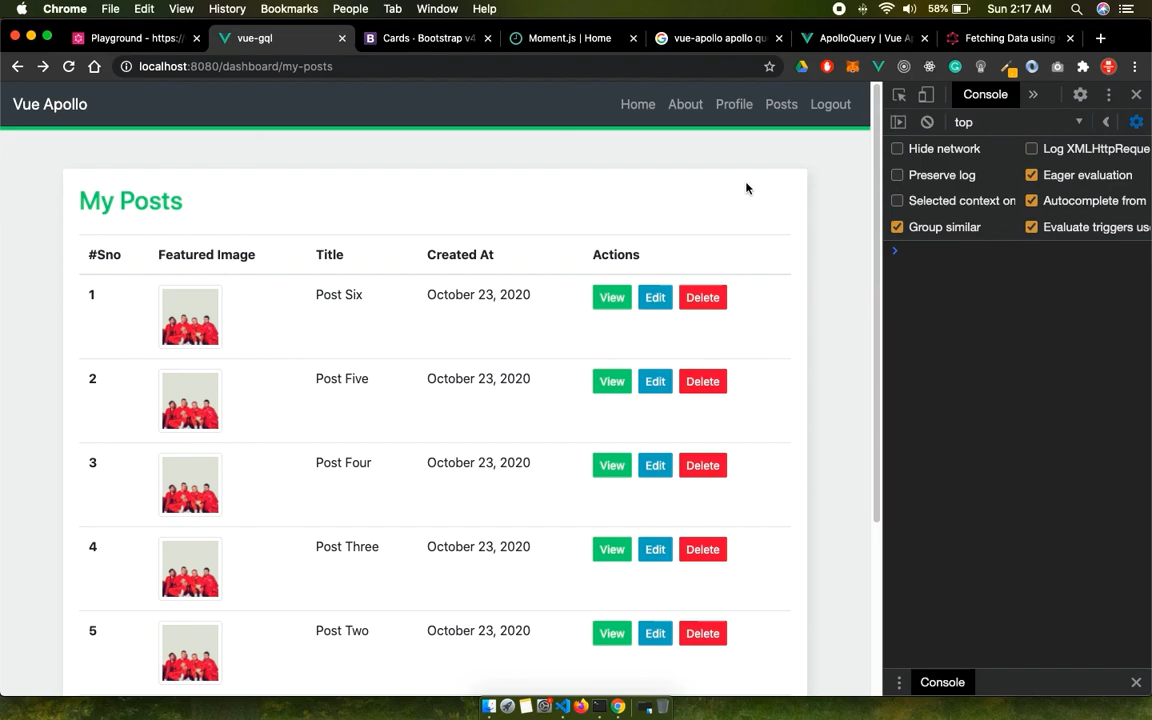 Chrome File Edit View History Bookmarks People Tab Window Help 58% Sun 2:17 AM
Playground - https:/ vue-gql Cards · Bootstrap v4 Moment.js | Home vue-apollo apollo qu ApolloQuery | Vue A Fetching Data using
localhost:8080/dashboard/my-posts
Vue Apollo Home About Profile Posts Logout
My Posts
#Sno Featured Image Title Created At Actions
1 Post Six October 23, 2020 View Edit Delete
2 Post Five October 23, 2020 View Edit Delete
3 Post Four October 23, 2020 View Edit Delete
4 Post Three October 23, 2020 View Edit Delete
5 Post Two October 23, 2020 View Edit Delete
Console
top
Hide network Log XMLHttpReque
Preserve log Eager evaluation
Selected context on Autocomplete from
Group similar Evaluate triggers us
Console